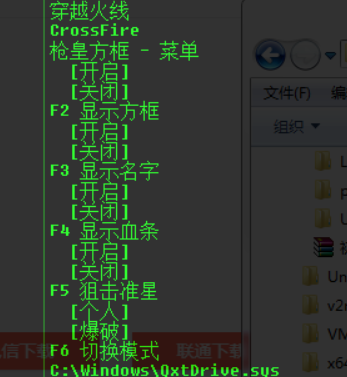 穿越火线
CrossFire
枪皇方框 - 菜单
[开启]
[关闭]
F2 显示方框
[开启]
[关闭]
F3 显示名字
[开启]
[关闭]
F4 显示血条
[开启]
[关闭]
F5 狙击准星
[个人]
[爆破]
F6 切换模式
C:\Windows\QxtDrive.sys
文件(F)
组织
L
p
U
Un
v2r
VM
x64
信下载
联通下载